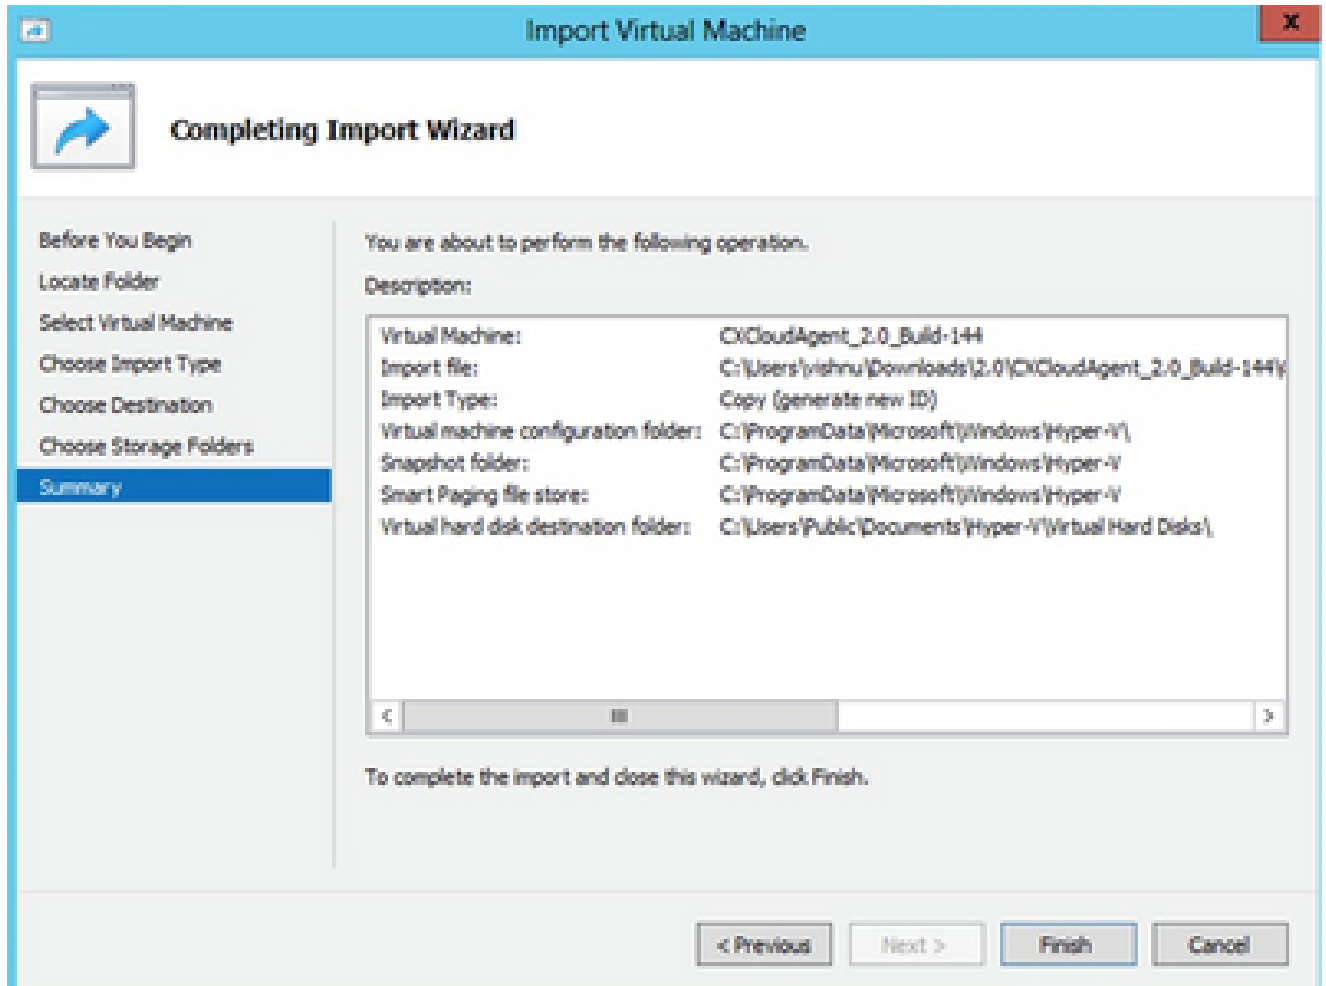 Import Virtual Machine
X
Completing Import Wizard
Before You Begin
Locate Folder
Select Virtual Machine
Choose Import Type
Choose Destination
Choose Storage Folders
Summary
You are about to perform the following operation.
Description:
Virtual Machine: CXCloudAgent_2.0_Build-144
Import file: C:\Users\vishnu\Downloads\2.0\CXCloudAgent_2.0_Build-144\
Import Type: Copy (generate new ID)
Virtual machine configuration folder: C:\ProgramData\Microsoft\Windows\Hyper-V\
Snapshot folder: C:\ProgramData\Microsoft\Windows\Hyper-V
Smart Paging file store: C:\ProgramData\Microsoft\Windows\Hyper-V
Virtual hard disk destination folder: C:\Users\Public\Documents\Hyper-V\Virtual Hard Disks\
To complete the import and close this wizard, click Finish.
< Previous
Next >
Finish
Cancel